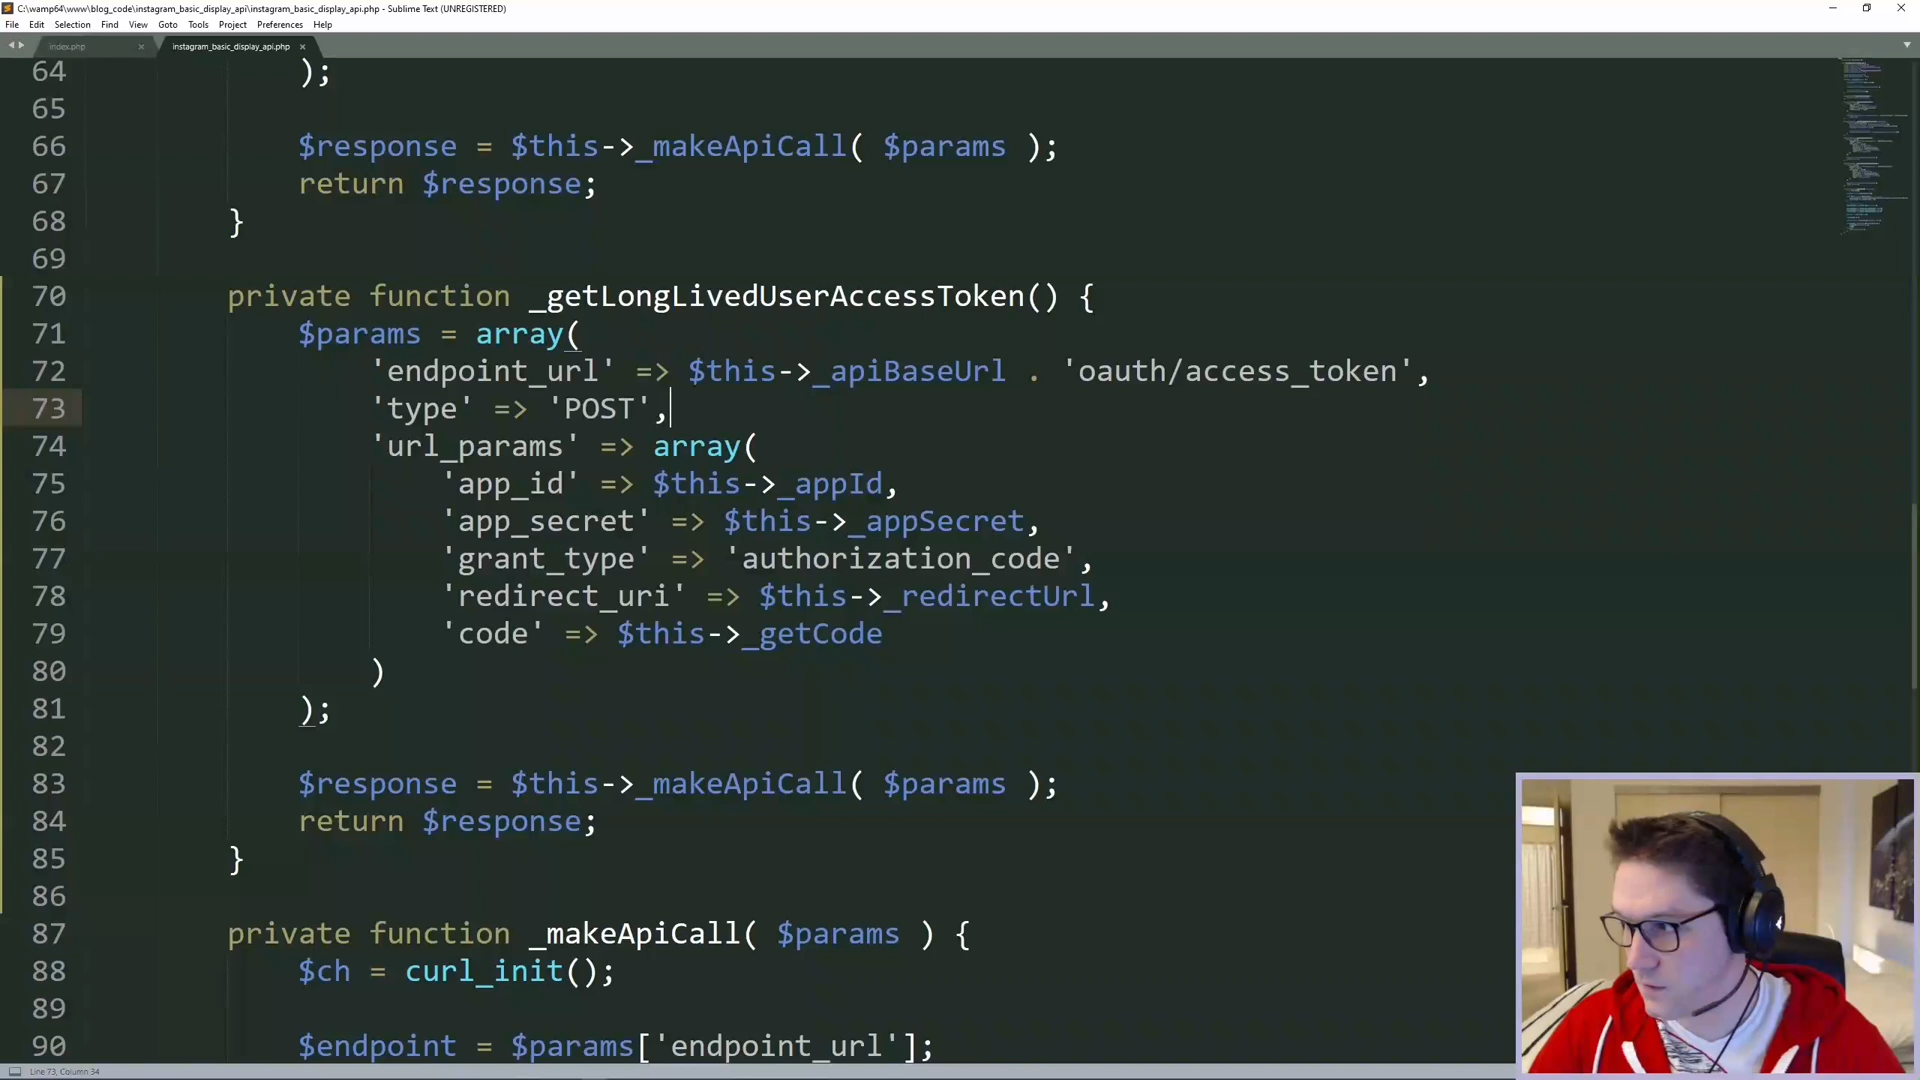 C:\wamp64\www\blog_code\instagram_basic_display_api\instagram_basic_display_api.php - Sublime Text (UNREGISTERED)
File Edit Selection Find View Goto Tools Project Preferences Help
index.php instagram_basic_display_api.php
64 );
65
66 $response = $this->_makeApiCall( $params );
67 return $response;
68 }
69
70 private function _getLongLivedUserAccessToken() {
71 $params = array(
72 'endpoint_url' => $this->_apiBaseUrl . 'oauth/access_token',
73 'type' => 'POST',
74 'url_params' => array(
75 'app_id' => $this->_appId,
76 'app_secret' => $this->_appSecret,
77 'grant_type' => 'authorization_code',
78 'redirect_uri' => $this->_redirectUrl,
79 'code' => $this->_getCode
80 )
81 );
82
83 $response = $this->_makeApiCall( $params );
84 return $response;
85 }
86
87 private function _makeApiCall( $params ) {
88 $ch = curl_init();
89
90 $endpoint = $params['endpoint_url'];
Line 73, Column 34